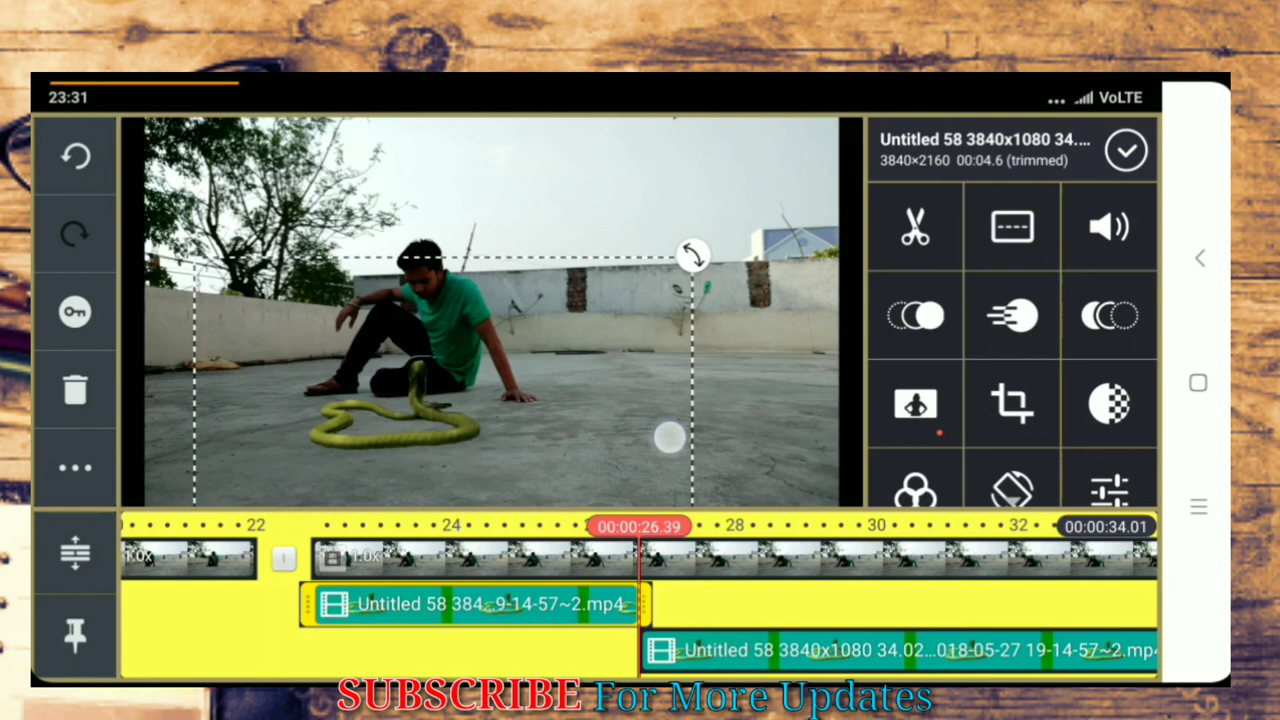 23:31
VoLTE
Untitled 58 3840x1080 34....
3840×2160 00:04.6 (trimmed)
22
24
00:00:26.39
28
30
32
00:00:34.01
1.0x
1.0x
Untitled 58 384...9-14-57~2.mp4
Untitled 58 3840x1080 34.02...018-05-27 19-14-57~2.mp4
SUBSCRIBE For More Updates